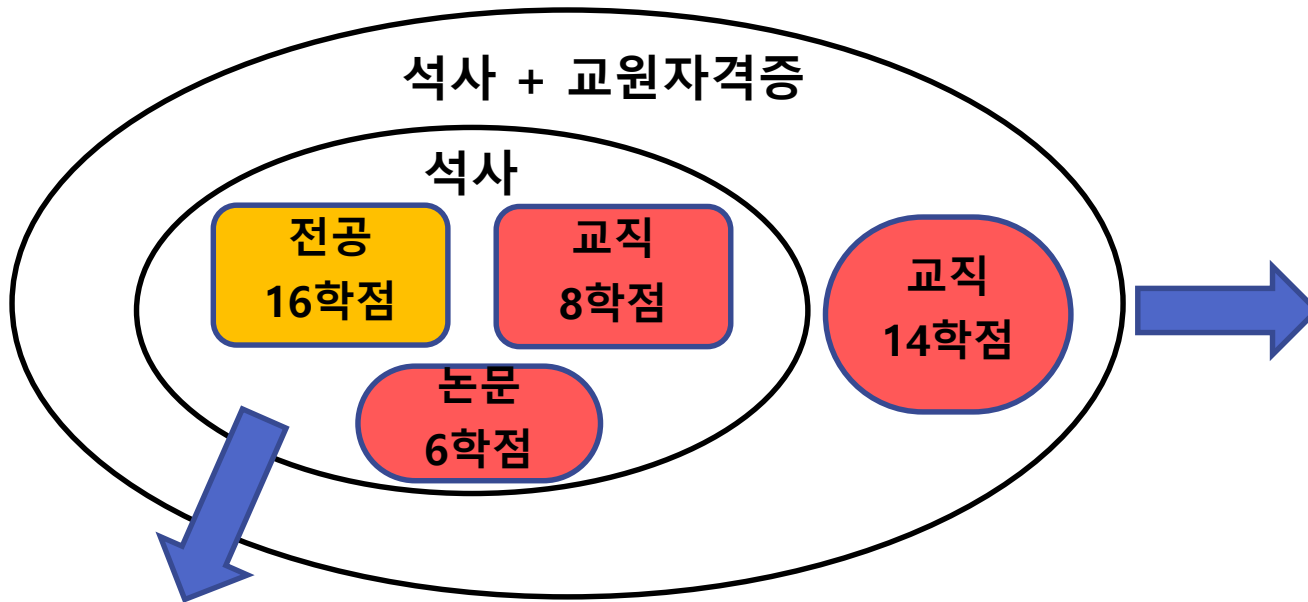 석사 + 교원자격증
석사
전공
16학점
교직
8학점
논문
6학점
교직
14학점